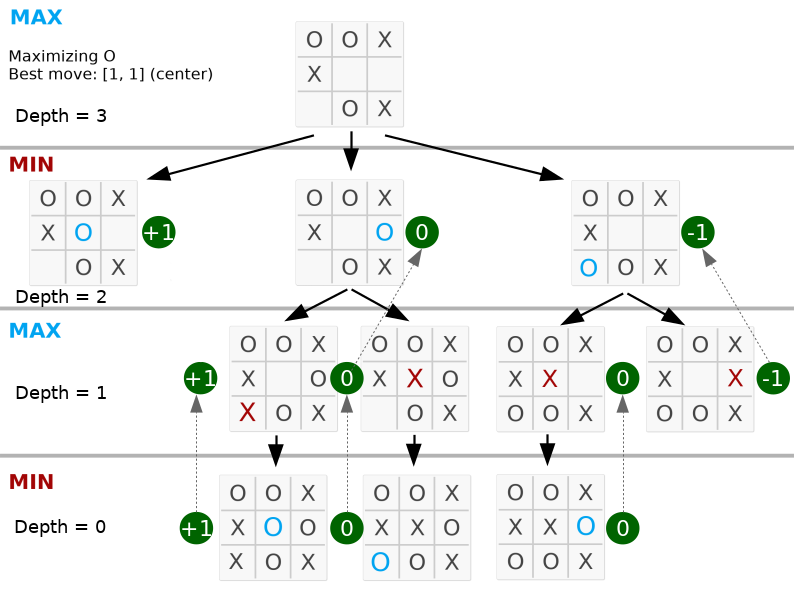 MAX
Maximizing O
Best move: [1, 1] (center)
Depth = 3
O O X
X
O X
MIN
Depth = 2
O O X
X O
O X
+1
O O X
X O
O X
0
O O X
X
O O X
-1
MAX
Depth = 1
+1
O O X
X O
X O X
0
O O X
X X O
O X
O O X
X X
O O X
0
O O X
X X
O O X
-1
MIN
Depth = 0
+1
O O X
X O O
X O X
0
O O X
X X O
O O X
O O X
X X O
O O X
0